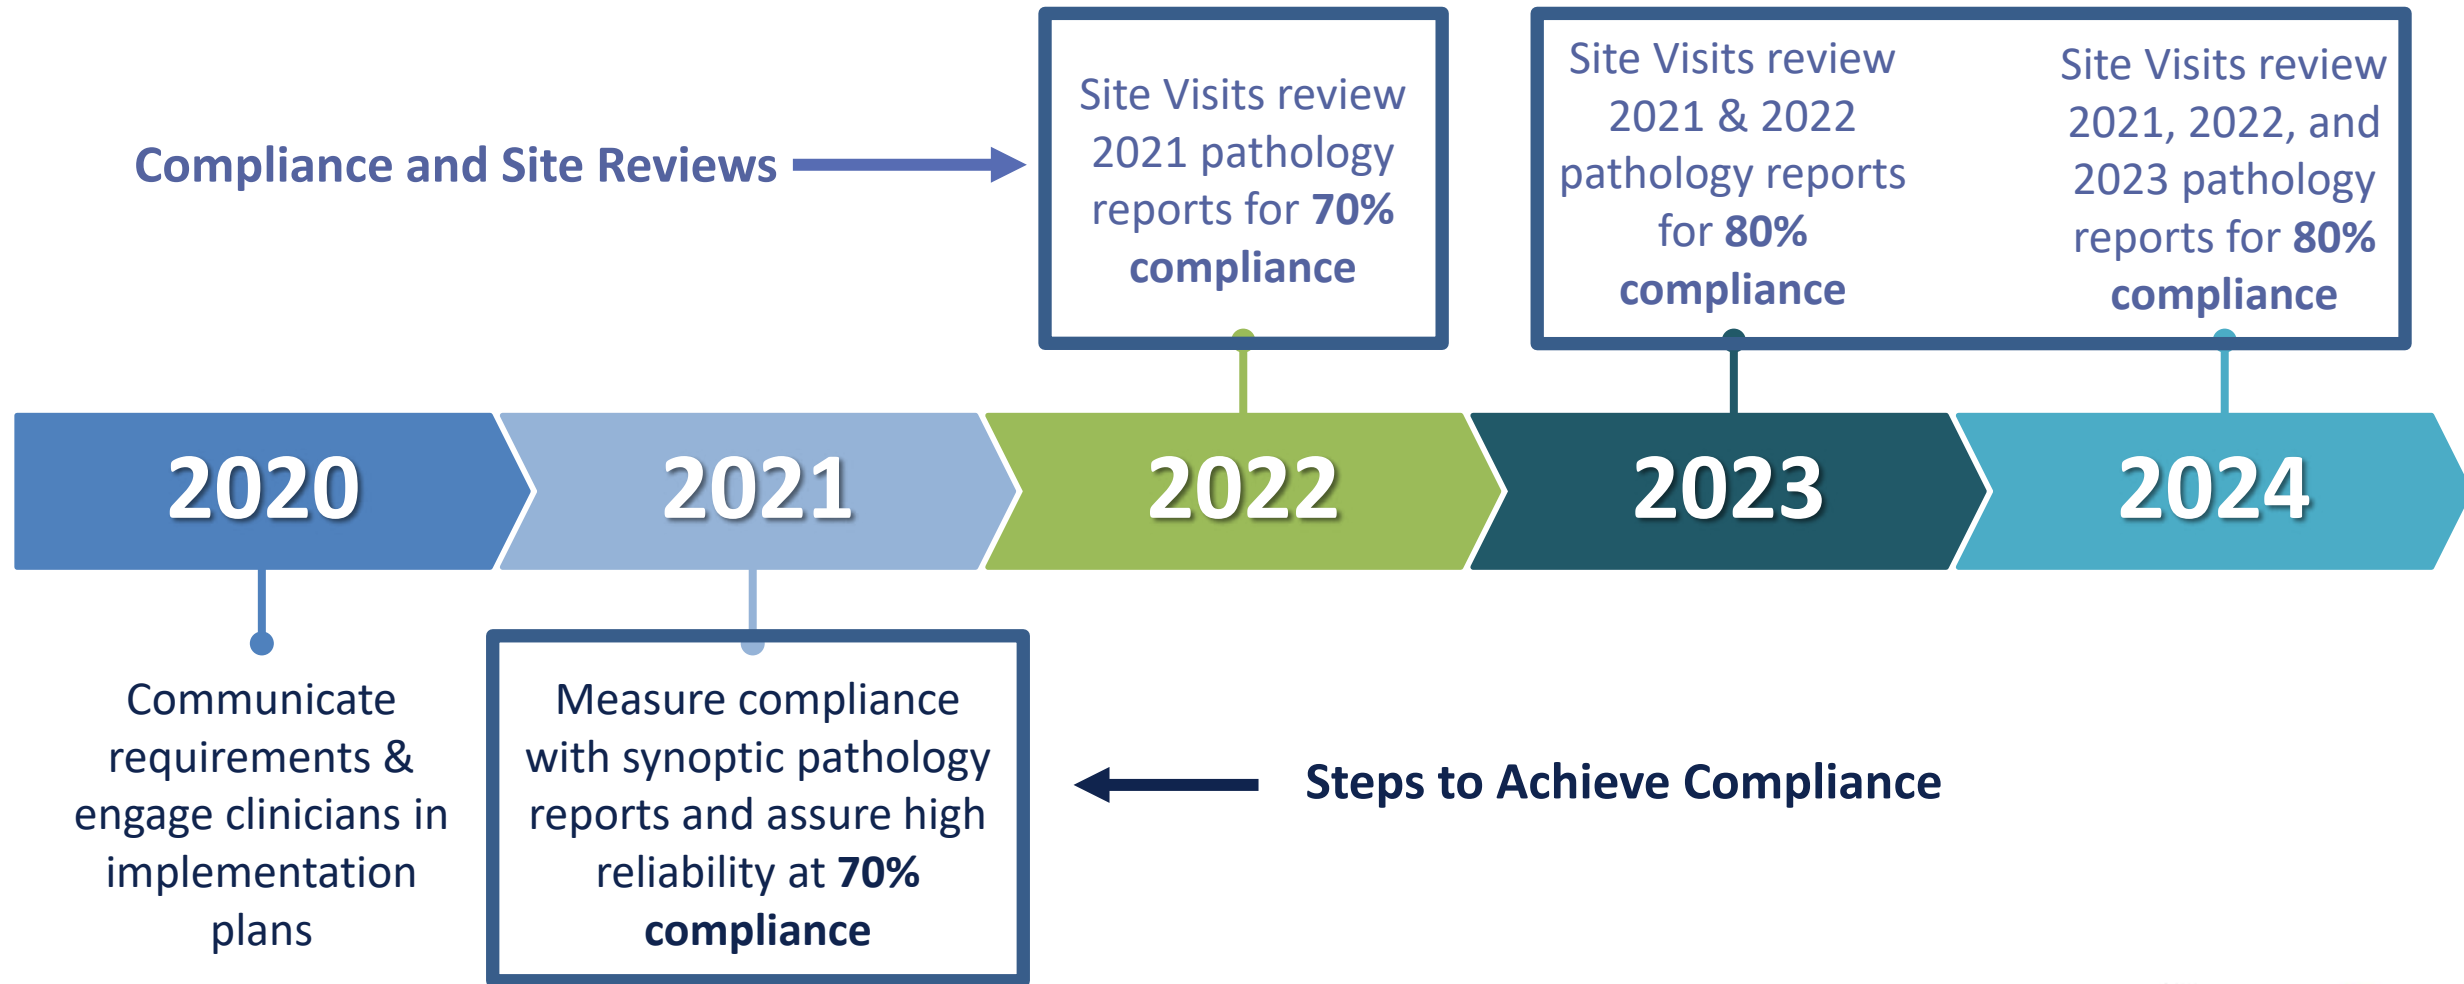 Compliance and Site Reviews
Site Visits review
2021 pathology
reports for 70%
compliance
Site Visits review
2021 & 2022
pathology reports
for 80%
compliance
Site Visits review
2021, 2022, and
2023 pathology
reports for 80%
compliance
2020
2021
2022
2023
2024
Communicate
requirements &
engage clinicians in
implementation
plans
Measure compliance
with synoptic pathology
reports and assure high
reliability at 70%
compliance
Steps to Achieve Compliance